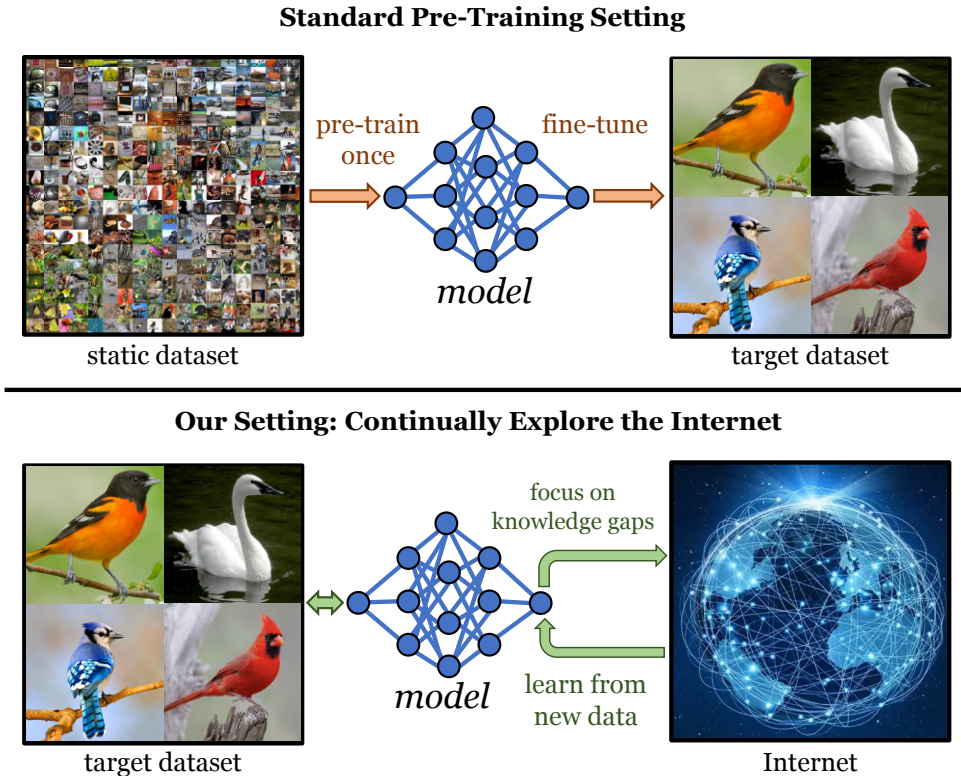 Standard Pre-Training Setting
pre-train
once
fine-tune
model
static dataset
target dataset
Our Setting: Continually Explore the Internet
focus on
knowledge gaps
model
learn from
new data
target dataset
Internet